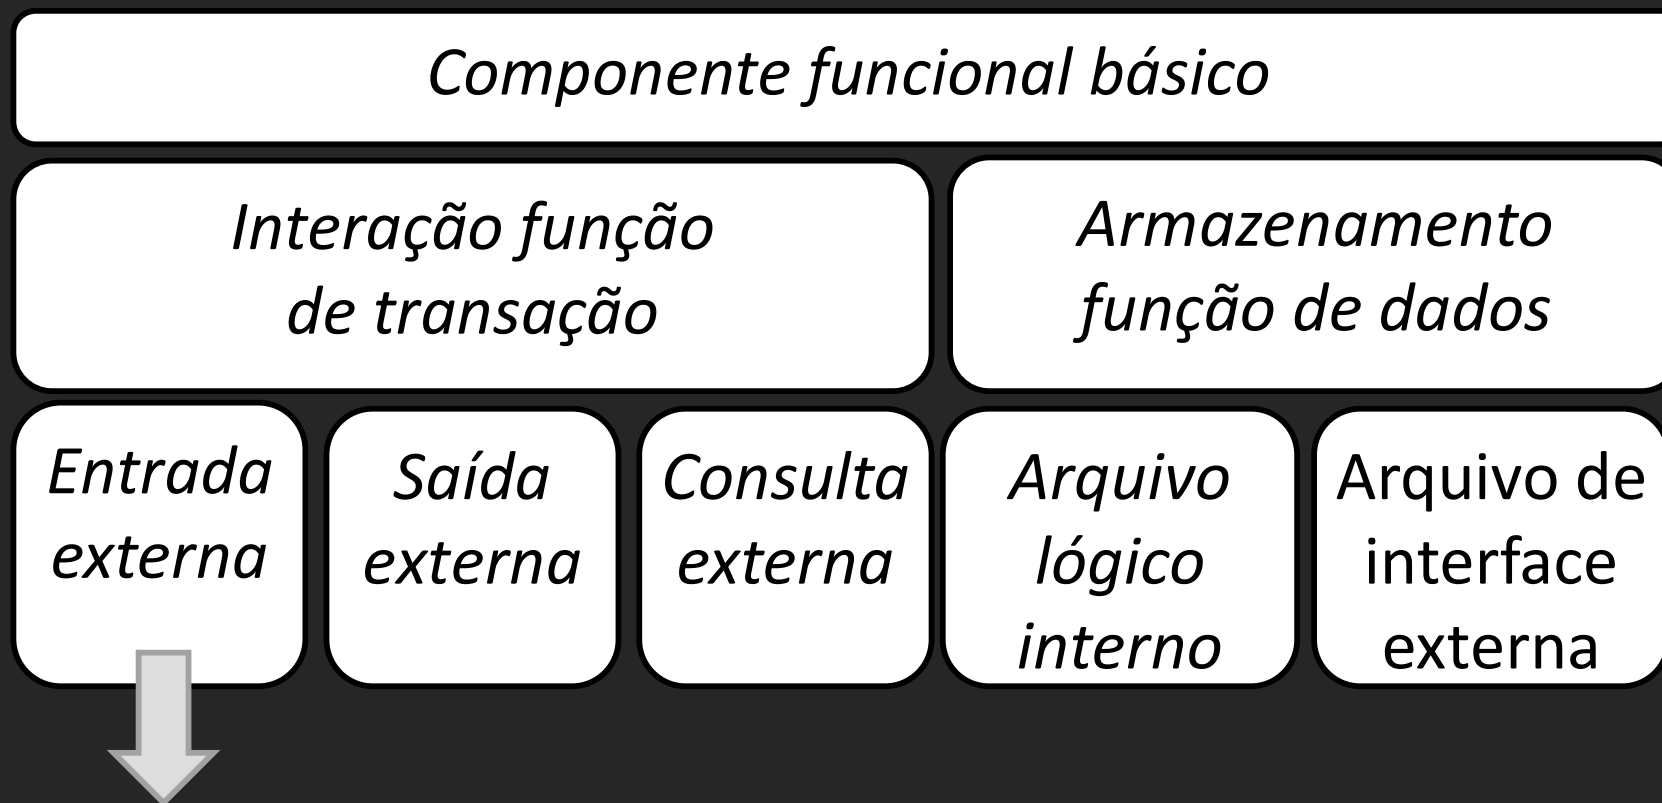 Componente funcional básico
Interação função
de transação
Armazenamento
função de dados
Entrada
externa
Saída
externa
Consulta
externa
Arquivo
lógico
interno
Arquivo de
interface
externa